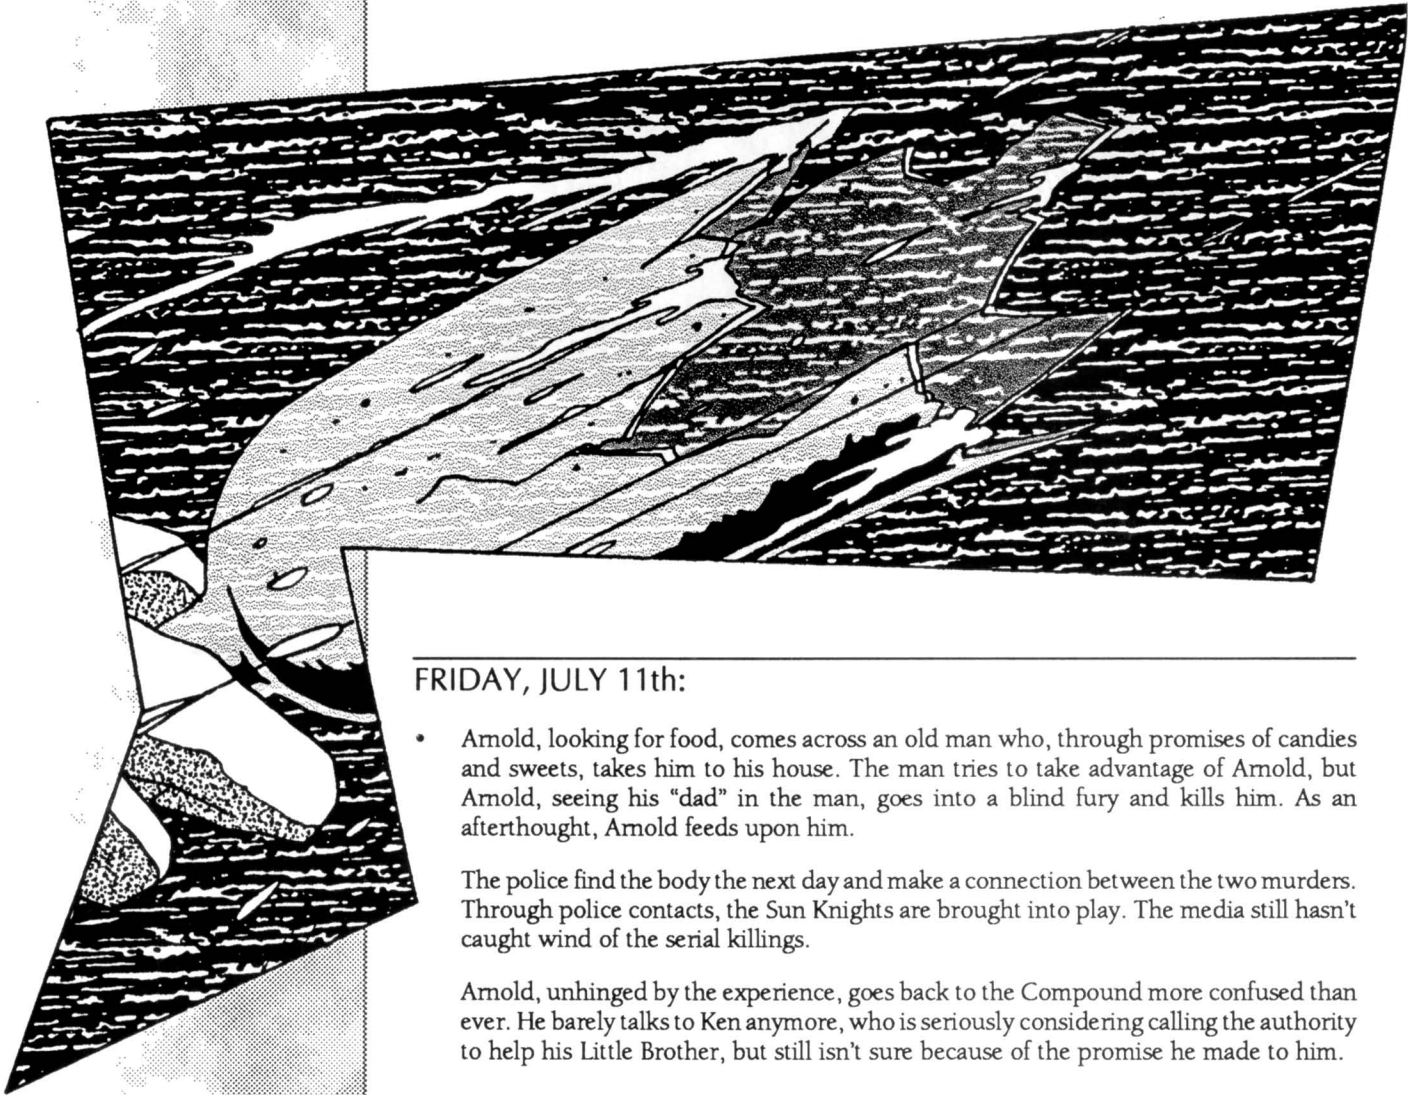 FRIDAY, JULY 11th:
• Arnold, looking for food, comes across an old man who, through promises of candies
and sweets, takes him to his house. The man tries to take advantage of Arnold, but
Arnold, seeing his “dad” in the man, goes into a blind fury and kills him. As an
afterthought, Arnold feeds upon him.
The police find the body the next day and make a connection between the two murders.
Through police contacts, the Sun Knights are brought into play. The media still hasn't
caught wind of the serial killings.
Arnold, unhinged by the experience, goes back to the Compound more confused than
ever. He barely talks to Ken anymore, who is seriously considering calling the authority
to help his Little Brother, but still isn't sure because of the promise he made to him.